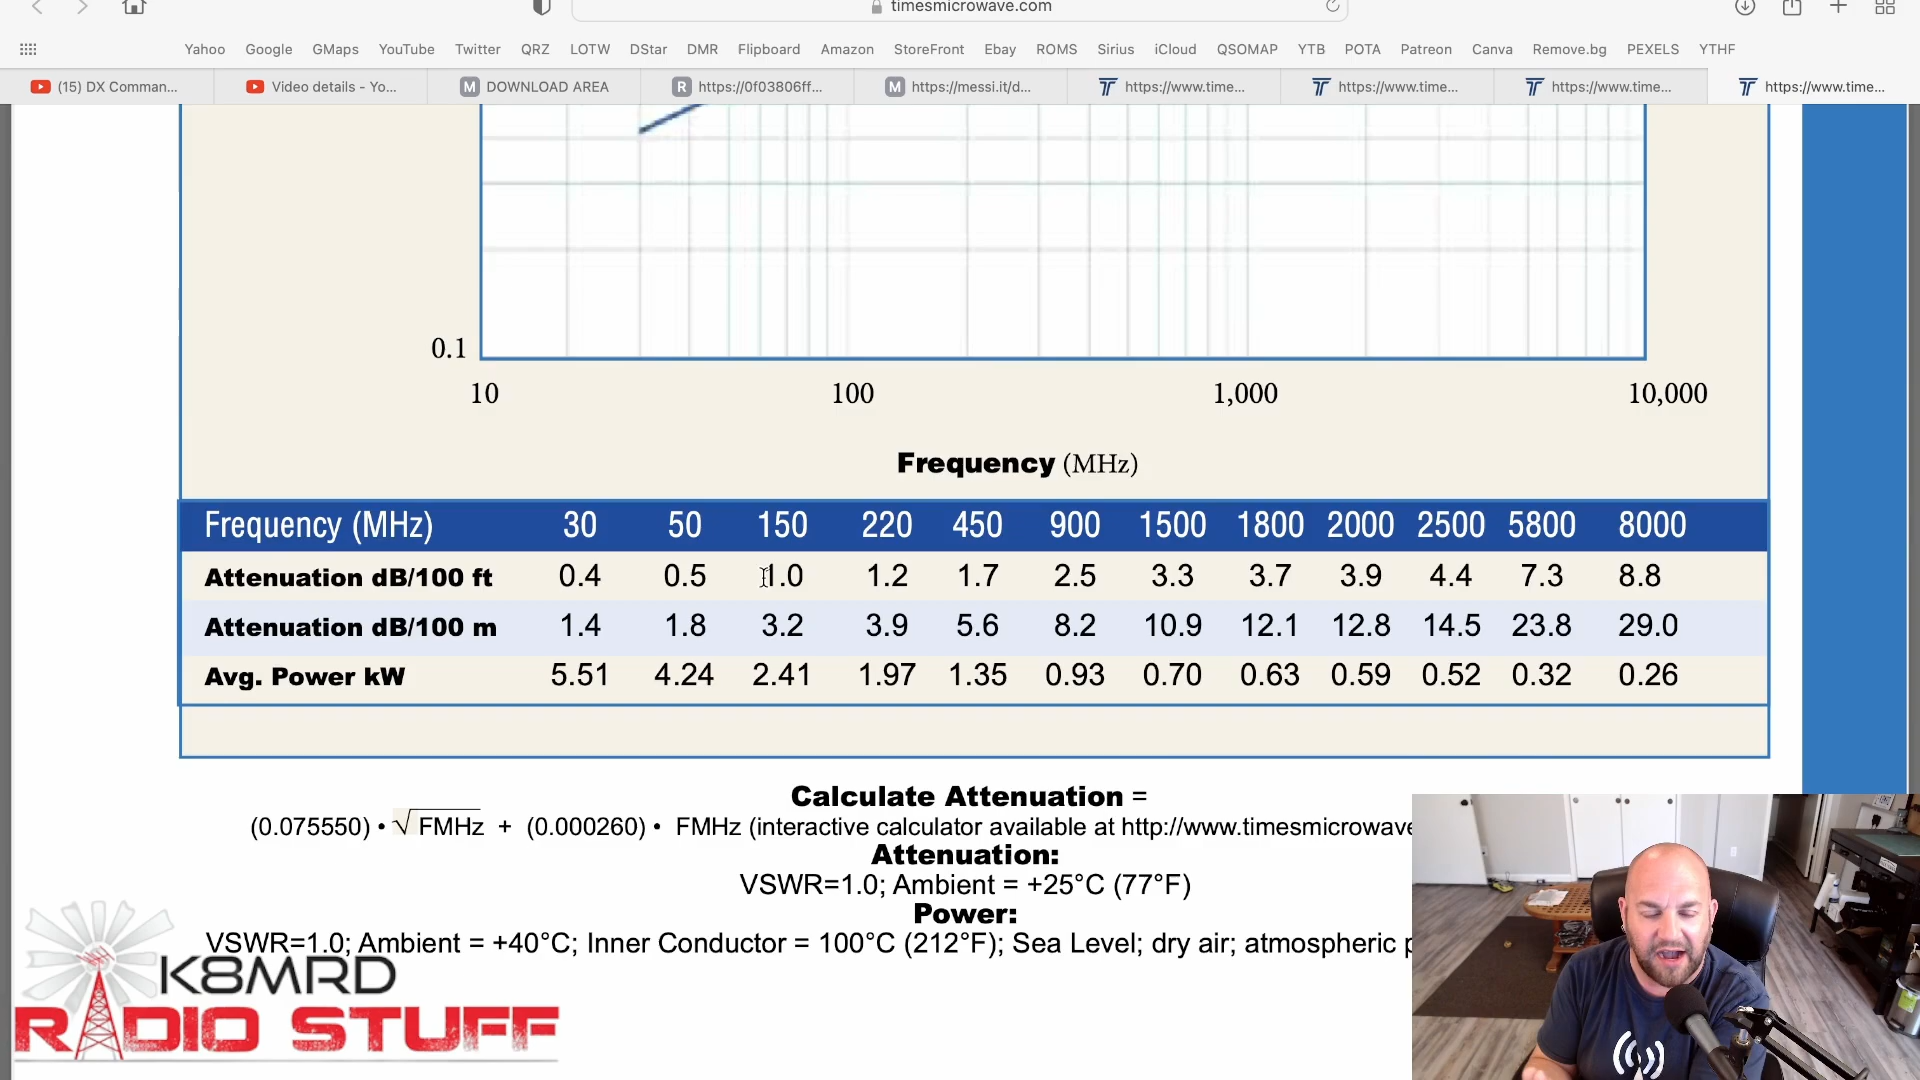 timesmicrowave.com
Yahoo Google GMaps YouTube Twitter QRZ LOTW DStar DMR Flipboard Amazon StoreFront Ebay ROMS Sirius iCloud QSOMAP YTB POTA Patreon Canva Remove.bg PEXELS YTHF
(15) DX Comman... Video details - Yo... M DOWNLOAD AREA R https://0f03806ff... M https://messi.it/d... https://www.time... https://www.time... https://www.time... https://www.time...
0.1
10 100 1,000 10,000
Frequency (MHz)
Frequency (MHz) 30 50 150 220 450 900 1500 1800 2000 2500 5800 8000
Attenuation dB/100 ft 0.4 0.5 1.0 1.2 1.7 2.5 3.3 3.7 3.9 4.4 7.3 8.8
Attenuation dB/100 m 1.4 1.8 3.2 3.9 5.6 8.2 10.9 12.1 12.8 14.5 23.8 29.0
Avg. Power kW 5.51 4.24 2.41 1.97 1.35 0.93 0.70 0.63 0.59 0.52 0.32 0.26
Calculate Attenuation =
(0.075550) • √FMHz + (0.000260) • FMHz (interactive calculator available at http://www.timesmicrowave
Attenuation:
VSWR=1.0; Ambient = +25°C (77°F)
Power:
VSWR=1.0; Ambient = +40°C; Inner Conductor = 100°C (212°F); Sea Level; dry air; atmospheric p
K8MRD
RADIO STUFF